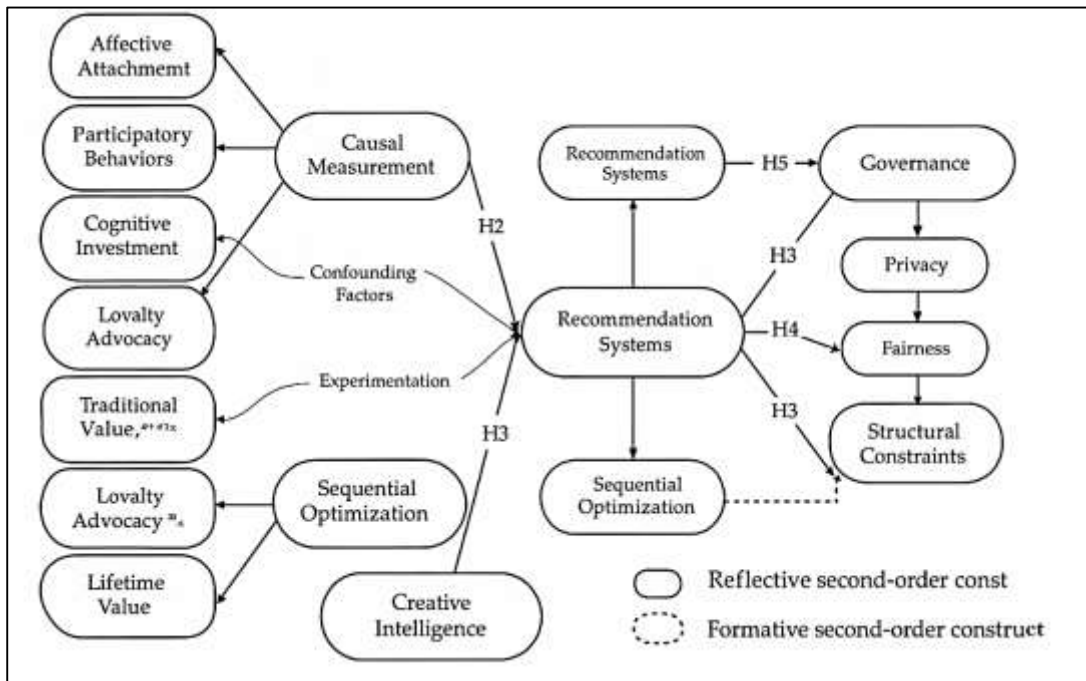 Affective
Attachmemt
Participatory
Behaviors
Cognitive
Investment
Lovalty
Advocacy
Traditional
Value,
Lovalty
Advocacy
Lifetime
Value
Causal
Measurement
Confounding
Factors
Experimentation
Sequential
Optimization
Creative
Intelligence
H2
H3
Recommendation
Systems
Recommendation
Systems
Sequential
Optimization
H5
H3
H4
H3
Governance
Privacy
Fairness
Structural
Constraints
Reflective second-order const
Formative second-order construct